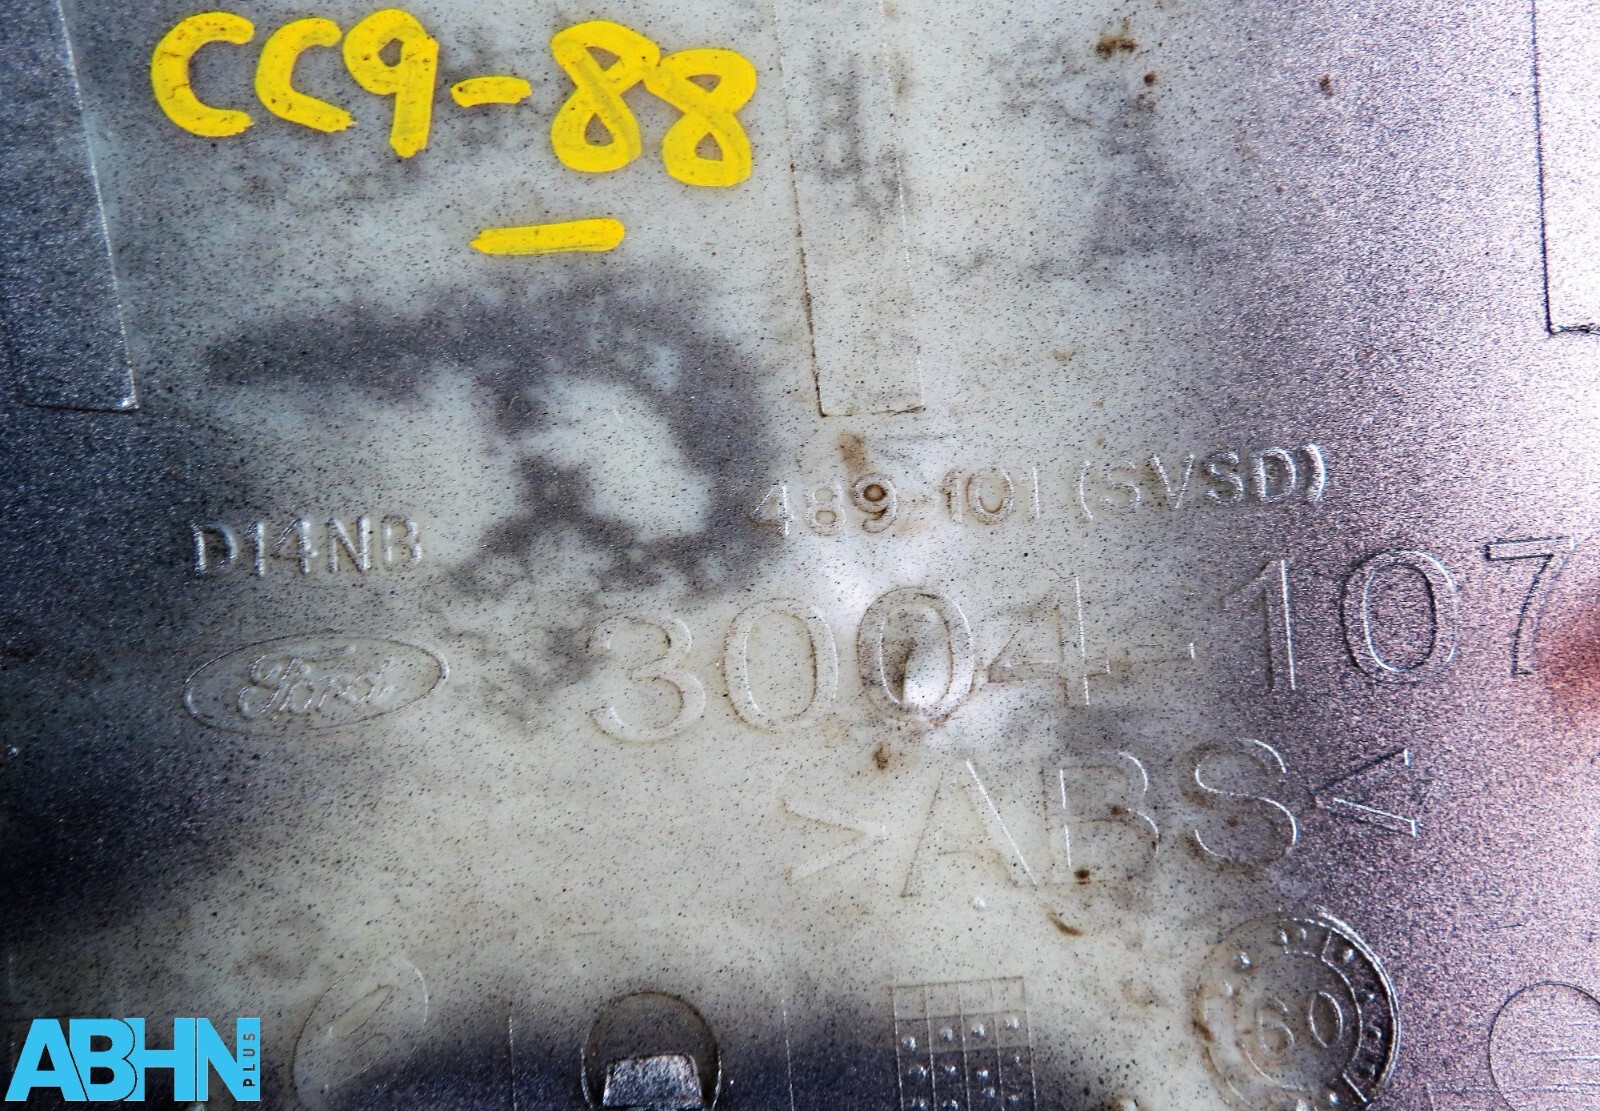 CC9-88
489-101 (SVSD)
D14NB
Ford
3004-107
>ABS<
60
ABHN PLUS